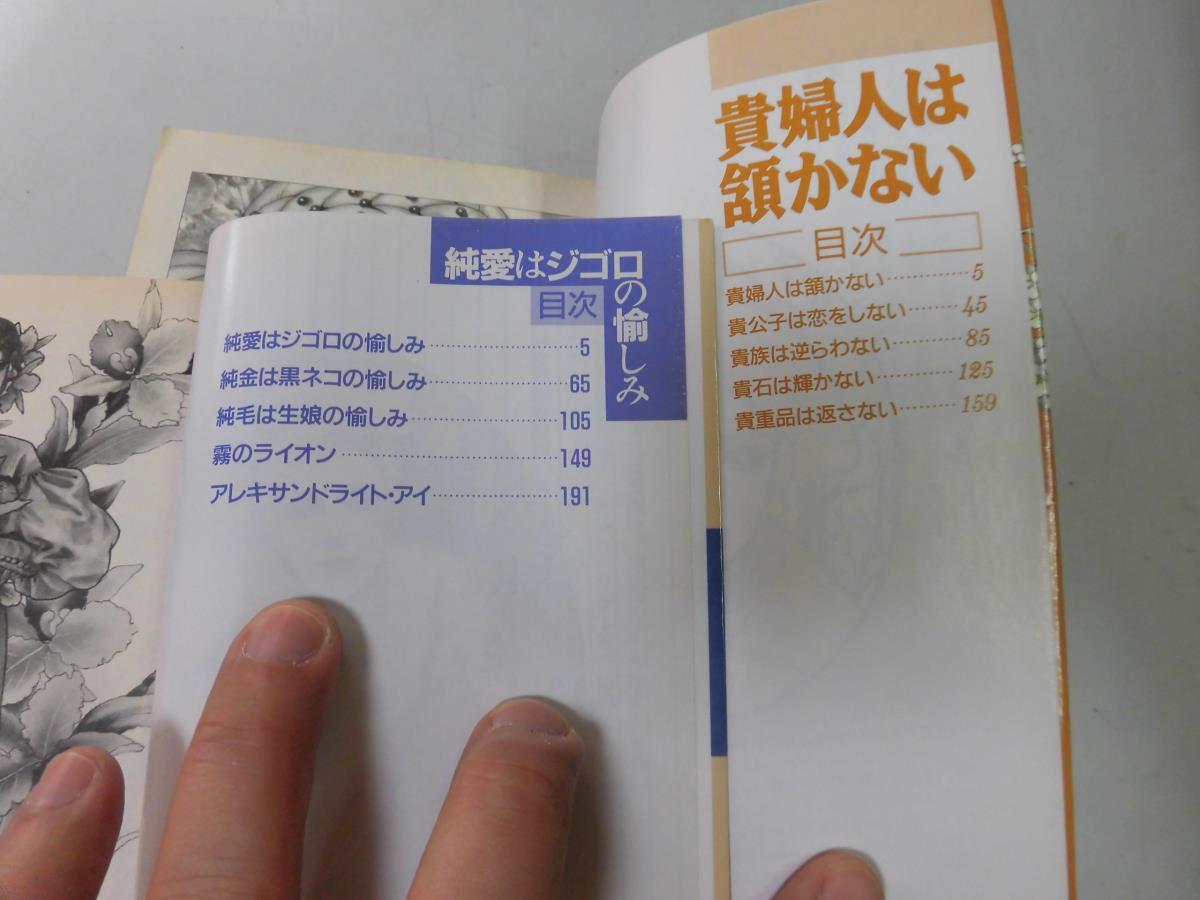 純愛はジゴロの愉しみ
目次
純愛はジゴロの愉しみ……………………5
純金は黒ネコの愉しみ……………………65
純毛は生娘の愉しみ……………………105
霧のライオン……………………149
アレキサンドライト・アイ……………………191
貴婦人は
頷かない
目次
貴婦人は頷かない…………5
貴公子は恋をしない…………45
貴族は逆らわない…………85
貴石は輝かない…………125
貴重品は返さない…………159